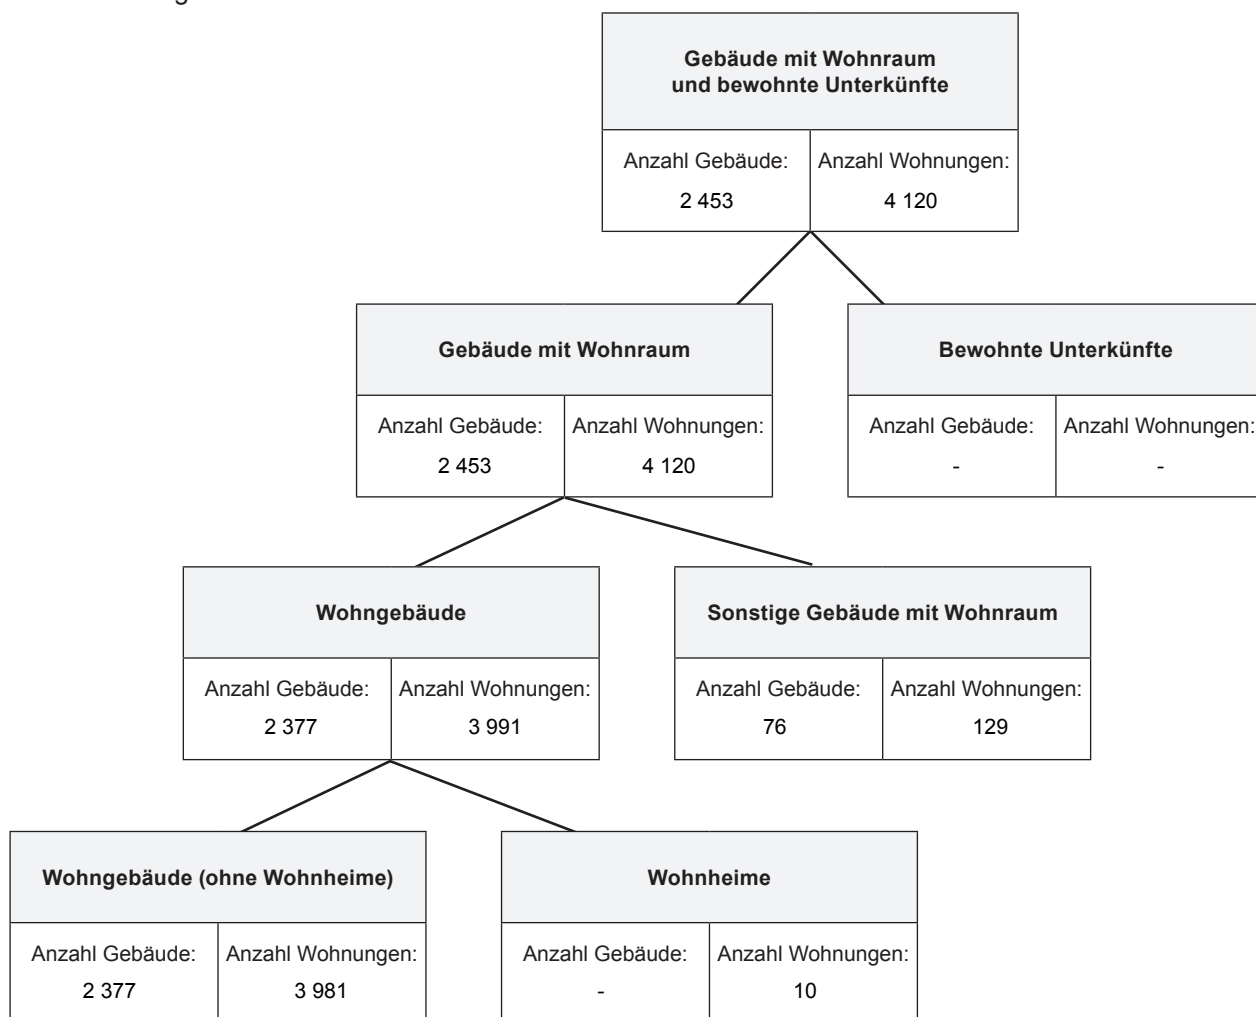 Gebäude mit Wohnraum
und bewohnte Unterkünfte
Anzahl Gebäude: Anzahl Wohnungen:
2 453 4 120
Gebäude mit Wohnraum
Bewohnte Unterkünfte
Anzahl Gebäude: Anzahl Wohnungen:
2 453 4 120
Anzahl Gebäude: Anzahl Wohnungen:
- -
Wohngebäude
Sonstige Gebäude mit Wohnraum
Anzahl Gebäude: Anzahl Wohnungen:
2 377 3 991
Anzahl Gebäude: Anzahl Wohnungen:
76 129
Wohngebäude (ohne Wohnheime)
Wohnheime
Anzahl Gebäude: Anzahl Wohnungen:
2 377 3 981
Anzahl Gebäude: Anzahl Wohnungen:
- 10